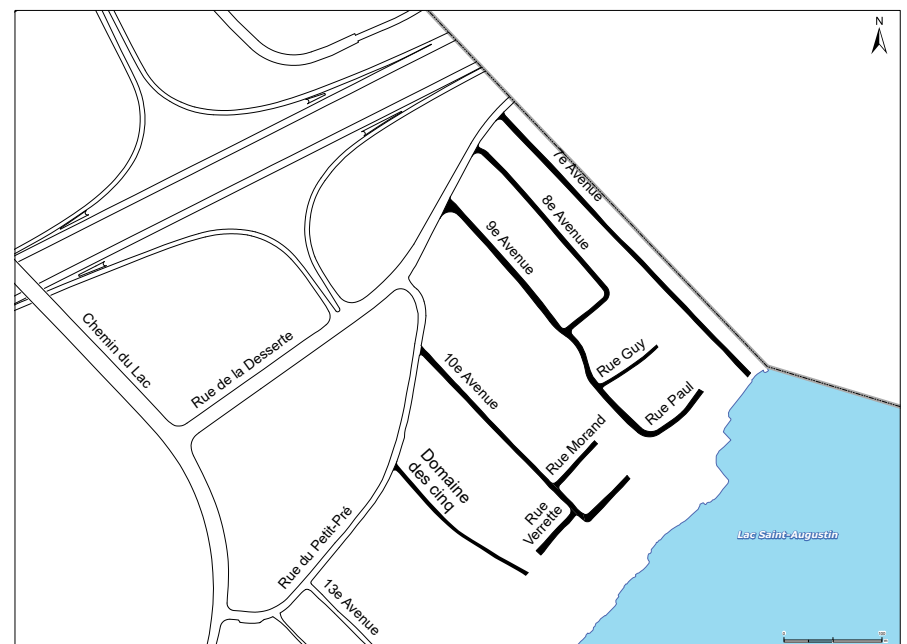 N
7e Avenue
8e Avenue
9e Avenue
Chemin du Lac
Rue de la Desserte
Rue Guy
10e Avenue
Rue Paul
Rue Morand
Domaine
des cinq
Rue
Verrette
Rue du Petit-Pré
Lac Saint-Augustin
13e Avenue